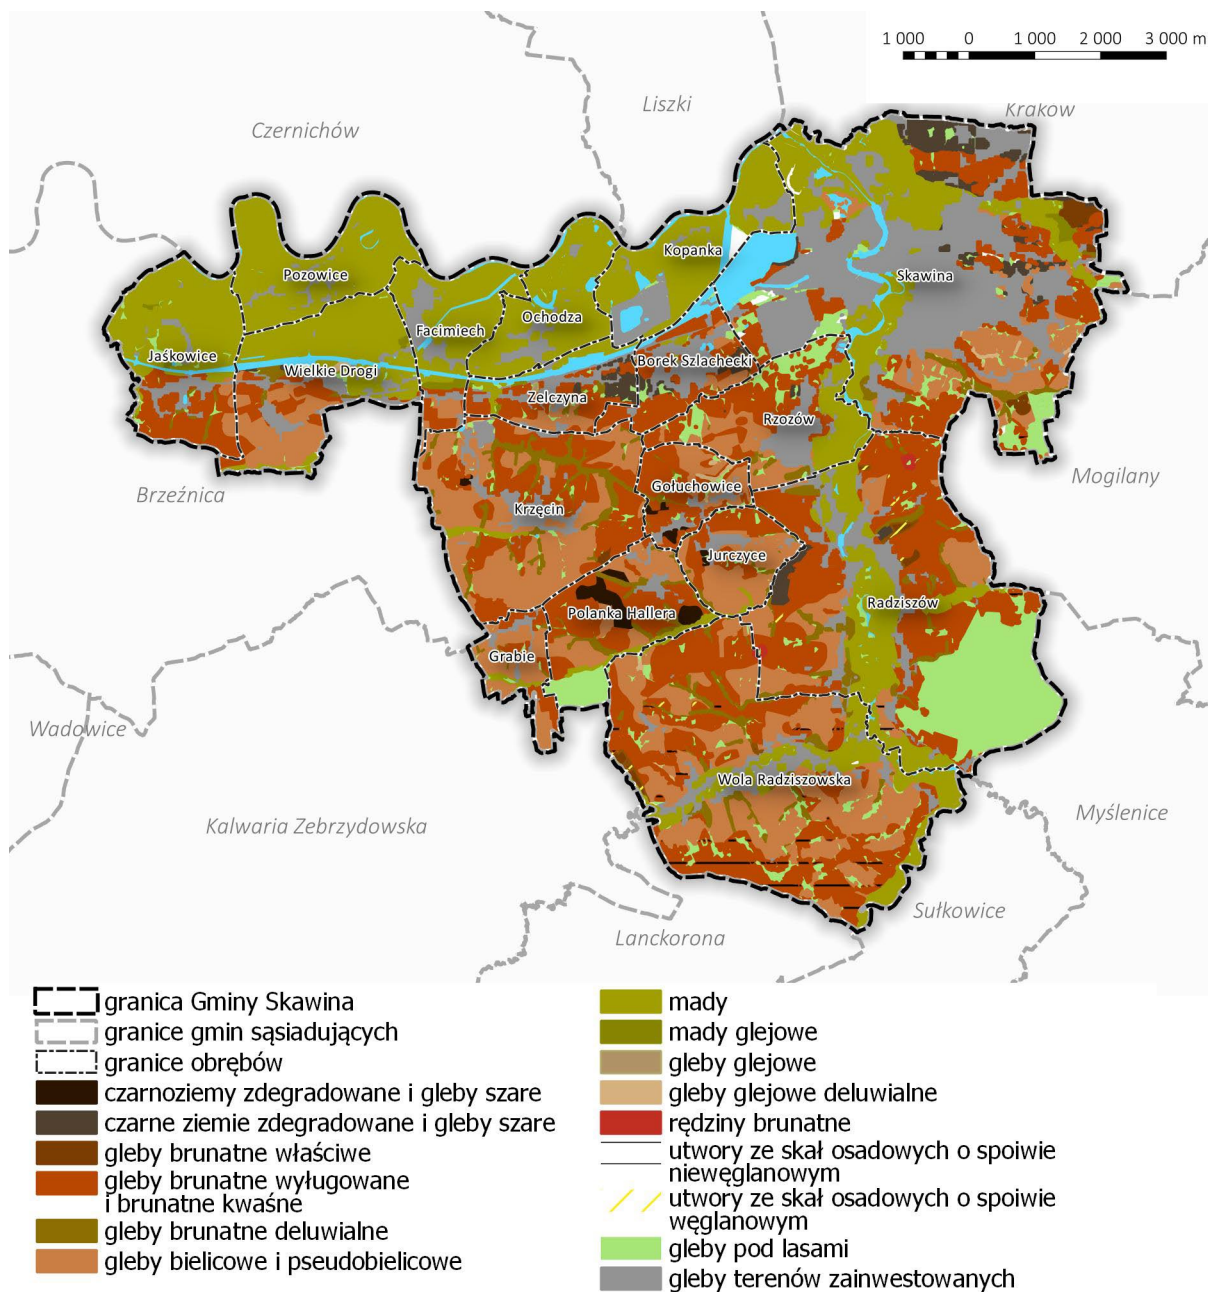 1 000 0 1 000 2 000 3 000 m
Liszki
Krakow
Czernichów
Kopanka
Pozowice
Skawina
Facimiech
Ochodza
Jaśkowice
Borek Szlachecki
Wielkie Drogi
Zelczyna
Rzozów
Mogilany
Gołuchowice
Brzeźnica
Krzęcin
Jurczyce
Radziszów
Polanka Hallera
Grabie
Wadowice
Wola Radziszowska
Myślenice
Kalwaria Zebrzydowska
Sułkowice
Lanckorona
granica Gminy Skawina
granice gmin sąsiadujących
granice obrębów
czarnoziemy zdegradowane i gleby szare
czarne ziemie zdegradowane i gleby szare
gleby brunatne właściwe
gleby brunatne wyługowane
i brunatne kwaśne
gleby brunatne deluwialne
gleby bielicowe i pseudobielicowe
mady
mady glejowe
gleby glejowe
gleby glejowe deluwialne
rędziny brunatne
utwory ze skał osadowych o spoiwie
niewęglanowym
utwory ze skał osadowych o spoiwie
węglanowym
gleby pod lasami
gleby terenów zainwestowanych